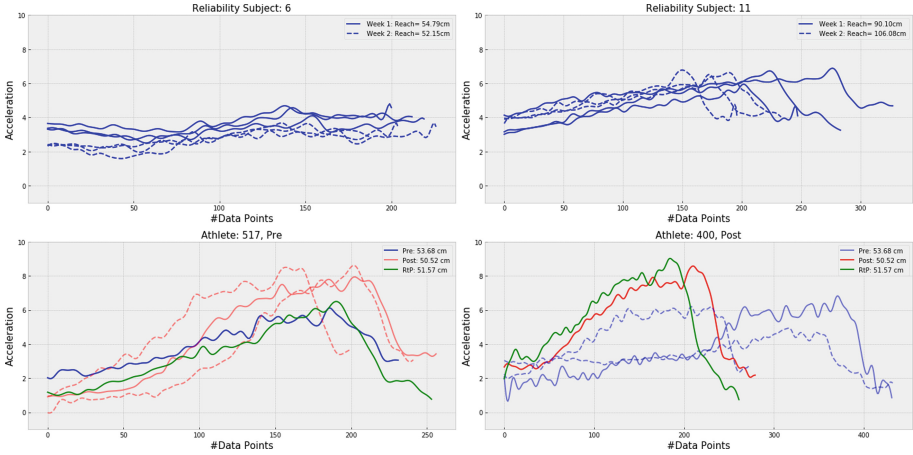 Reliability Subject: 6
Week 1: Reach= 54.79cm
Week 2: Reach= 52.15cm
Acceleration
10
8
6
4
2
0
0 50 100 150 200
#Data Points
Reliability Subject: 11
Week 1: Reach= 90.10cm
Week 2: Reach= 106.08cm
Acceleration
10
8
6
4
2
0
0 50 100 150 200 250 300
#Data Points
Athlete: 517, Pre
Pre: 53.68 cm
Post: 50.52 cm
RtP: 51.57 cm
Acceleration
10
8
6
4
2
0
0 50 100 150 200 250
#Data Points
Athlete: 400, Post
Pre: 53.68 cm
Post: 50.52 cm
RtP: 51.57 cm
Acceleration
10
8
6
4
2
0
0 100 200 300 400
#Data Points